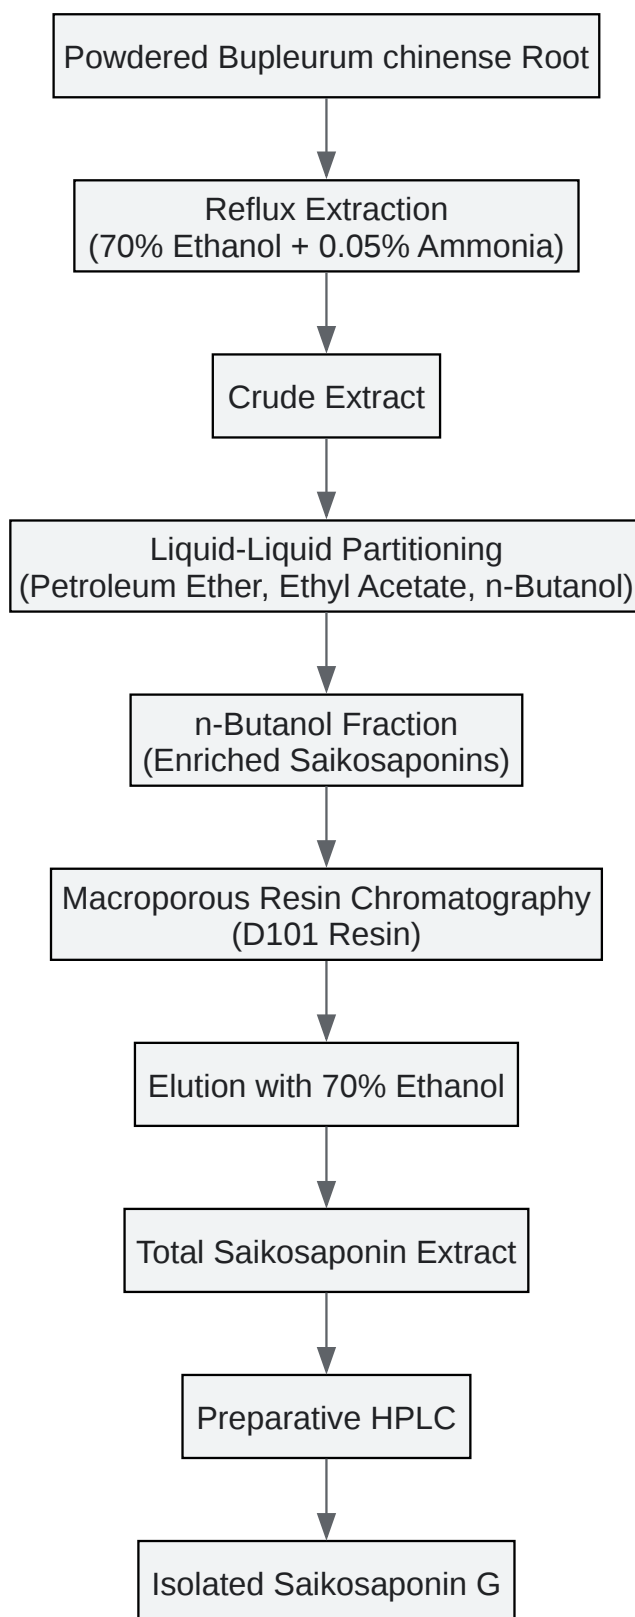 Powdered Bupleurum chinense Root
Reflux Extraction
(70% Ethanol + 0.05% Ammonia)
Crude Extract
Liquid-Liquid Partitioning
(Petroleum Ether, Ethyl Acetate, n-Butanol)
n-Butanol Fraction
(Enriched Saikosaponins)
Macroporous Resin Chromatography
(D101 Resin)
Elution with 70% Ethanol
Total Saikosaponin Extract
Preparative HPLC
Isolated Saikosaponin G